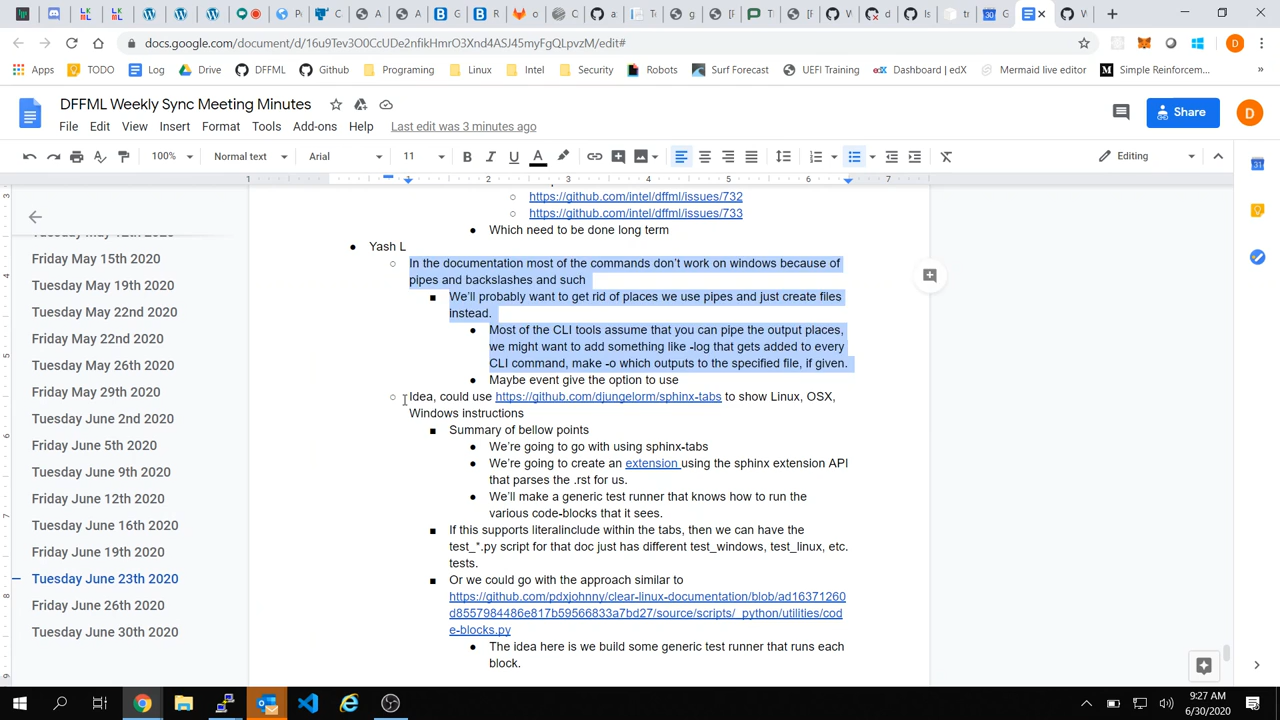 docs.google.com/document/d/16u9Tev3O0CcUDe2nfikHmrO3Xnd4ASJ45myFgQLpvzM/edit#
Apps TODO Log Drive DFFML Github Programing Linux Intel Security Robots Surf Forecast UEFI Training Dashboard | edX Mermaid live editor Simple Reinforcem... »
DFFML Weekly Sync Meeting Minutes
Share
D
File Edit View Insert Format Tools Add-ons Help Last edit was 3 minutes ago
100% Normal text Arial 11 B I U A Editing
1 1 2 3 4 5 6 7
https://github.com/intel/dffml/issues/732
https://github.com/intel/dffml/issues/733
Which need to be done long term
Yash L
In the documentation most of the commands don't work on windows because of
pipes and backslashes and such
We'll probably want to get rid of places we use pipes and just create files
instead.
Most of the CLI tools assume that you can pipe the output places,
we might want to add something like -log that gets added to every
CLI command, make -o which outputs to the specified file, if given.
Maybe event give the option to use
Idea, could use https://github.com/djungelorm/sphinx-tabs to show Linux, OSX,
Windows instructions
Summary of bellow points
We're going to go with using sphinx-tabs
We're going to create an extension using the sphinx extension API
that parses the .rst for us.
We'll make a generic test runner that knows how to run the
various code-blocks that it sees.
If this supports literalinclude within the tabs, then we can have the
test_*.py script for that doc just has different test_windows, test_linux, etc.
tests.
Or we could go with the approach similar to
https://github.com/pdxjohnny/clear-linux-documentation/blob/ad16371260
d8557984486e817b59566833a7bd27/source/scripts/_python/utilities/cod
e-blocks.py
The idea here is we build some generic test runner that runs each
block.
Tuesday May 12th 2020
Friday May 15th 2020
Tuesday May 19th 2020
Tuesday May 22nd 2020
Friday May 22nd 2020
Tuesday May 26th 2020
Friday May 29th 2020
Tuesday June 2nd 2020
Friday June 5th 2020
Tuesday June 9th 2020
Friday June 12th 2020
Tuesday June 16th 2020
Friday June 19th 2020
Tuesday June 23th 2020
Friday June 26th 2020
Tuesday June 30th 2020
9:27 AM
6/30/2020